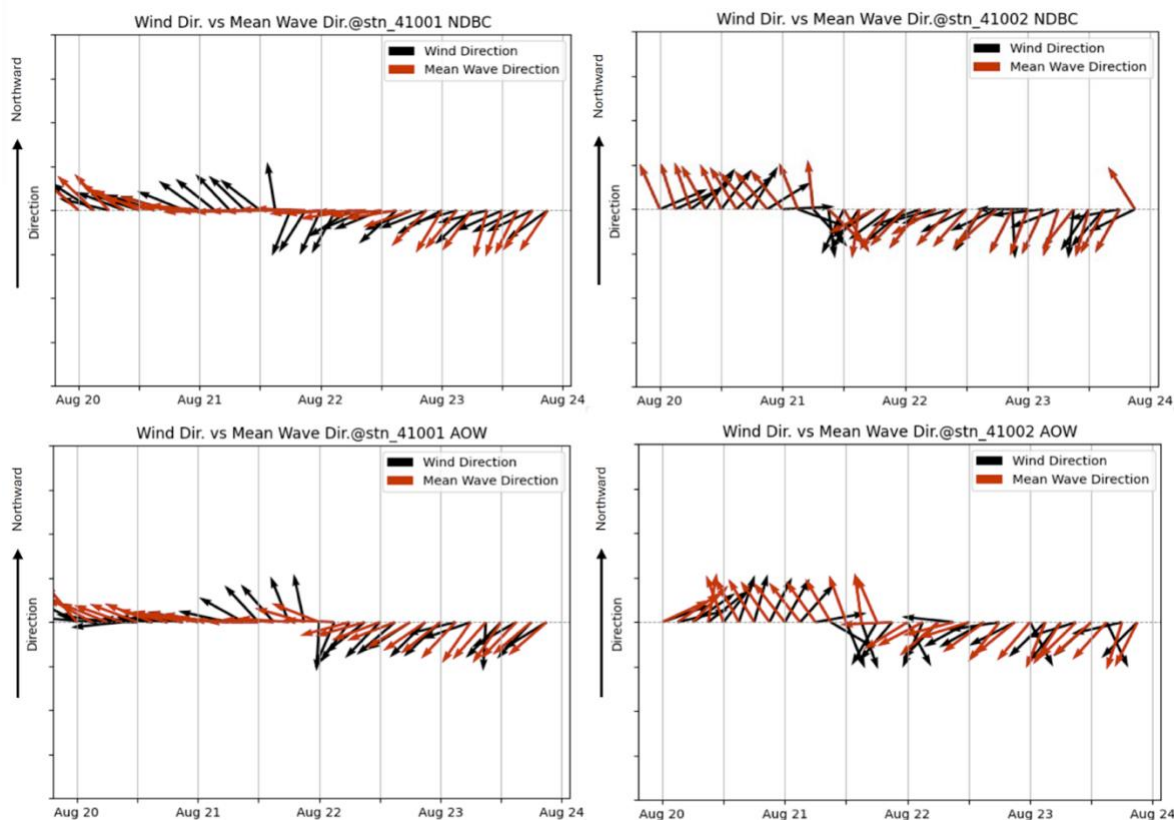 Wind Dir. vs Mean Wave Dir.@stn_41001 NDBC
Wind Direction
Mean Wave Direction
Northward
Direction
Aug 20
Aug 21
Aug 22
Aug 23
Aug 24
Wind Dir. vs Mean Wave Dir.@stn_41002 NDBC
Wind Direction
Mean Wave Direction
Northward
Direction
Aug 20
Aug 21
Aug 22
Aug 23
Aug 24
Wind Dir. vs Mean Wave Dir.@stn_41001 AOW
Wind Direction
Mean Wave Direction
Northward
Direction
Aug 20
Aug 21
Aug 22
Aug 23
Aug 24
Wind Dir. vs Mean Wave Dir.@stn_41002 AOW
Wind Direction
Mean Wave Direction
Northward
Direction
Aug 20
Aug 21
Aug 22
Aug 23
Aug 24